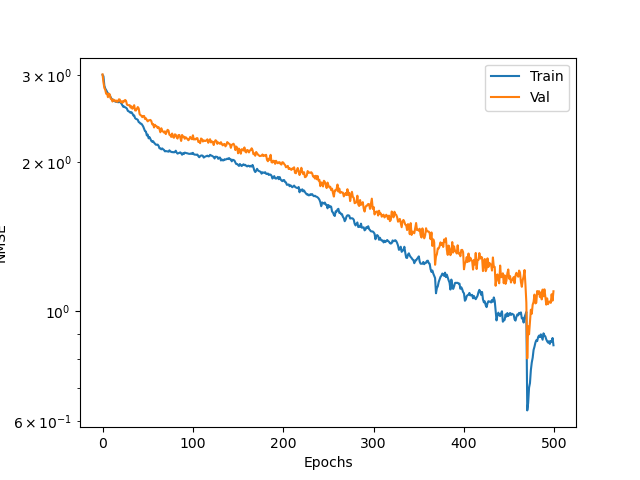 3 × 10⁰
2 × 10⁰
10⁰
6 × 10⁻¹
NMSE
0 100 200 300 400 500
Epochs
Train
Val